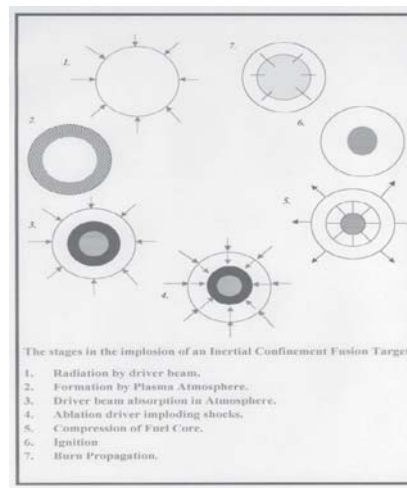 1.
7.
2.
6.
3.
5.
4.
The stages in the implosion of an Inertial Confinement Fusion Target
1. Radiation by driver beam.
2. Formation by Plasma Atmosphere.
3. Driver beam absorption in Atmosphere.
4. Ablation driver imploding shocks.
5. Compression of Fuel Core.
6. Ignition
7. Burn Propagation.